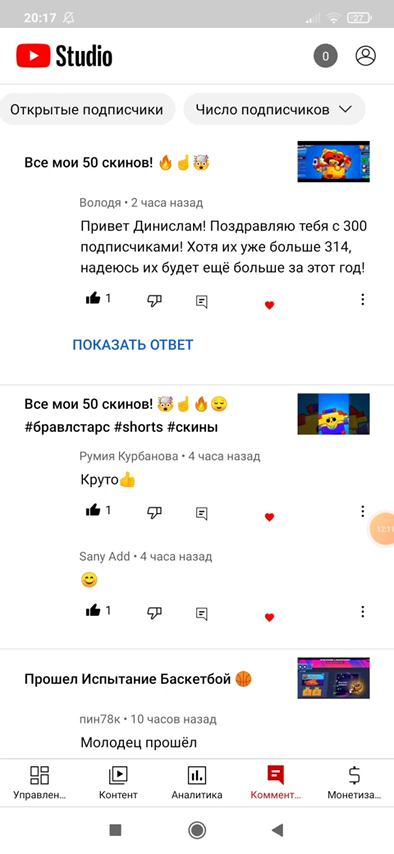 20:17
27
Studio
0
Открытые подписчики
Число подписчиков
Все мои 50 скинов! 🔥☝️🤯
Володя • 2 часа назад
Привет Динислам! Поздравляю тебя с 300
подписчиками! Хотя их уже больше 314,
надеюсь их будет ещё больше за этот год!
1
ПОКАЗАТЬ ОТВЕТ
Все мои 50 скинов! 🤯☝️🔥😌
#бравлстарс #shorts #скины
Румия Курбанова • 4 часа назад
Круто👍
1
12:11
Sany Add • 4 часа назад
😊
1
Прошел Испытание Баскетбой 🏀
пин78к • 10 часов назад
Молодец прошёл
Управлен...
Контент
Аналитика
Коммент...
Монетиза...